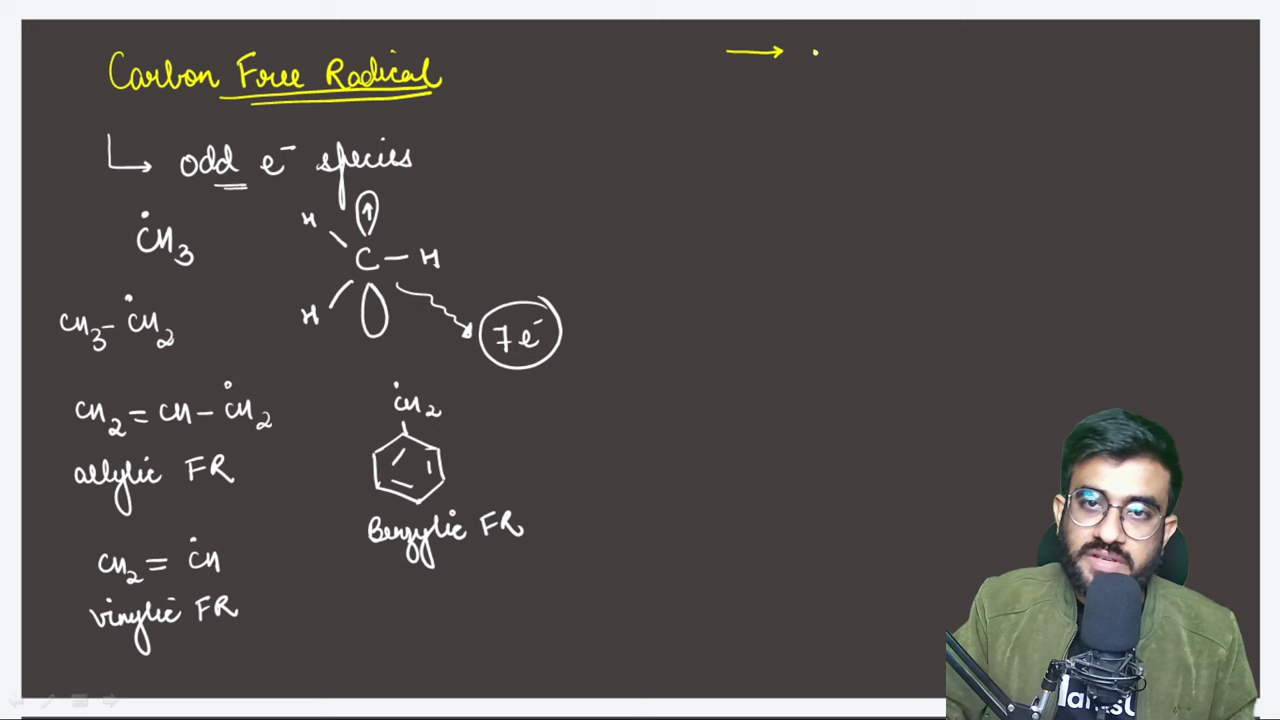 Carbon Free Radical
→ •
↳ odd e⁻ species
ĊH₃
H
C – H
H
7 e⁻
CH₃– ĊH₂
CH₂ = CH – ĊH₂
allylic FR
ĊH₂
Benzylic FR
CH₂ = ĊH
vinylic FR